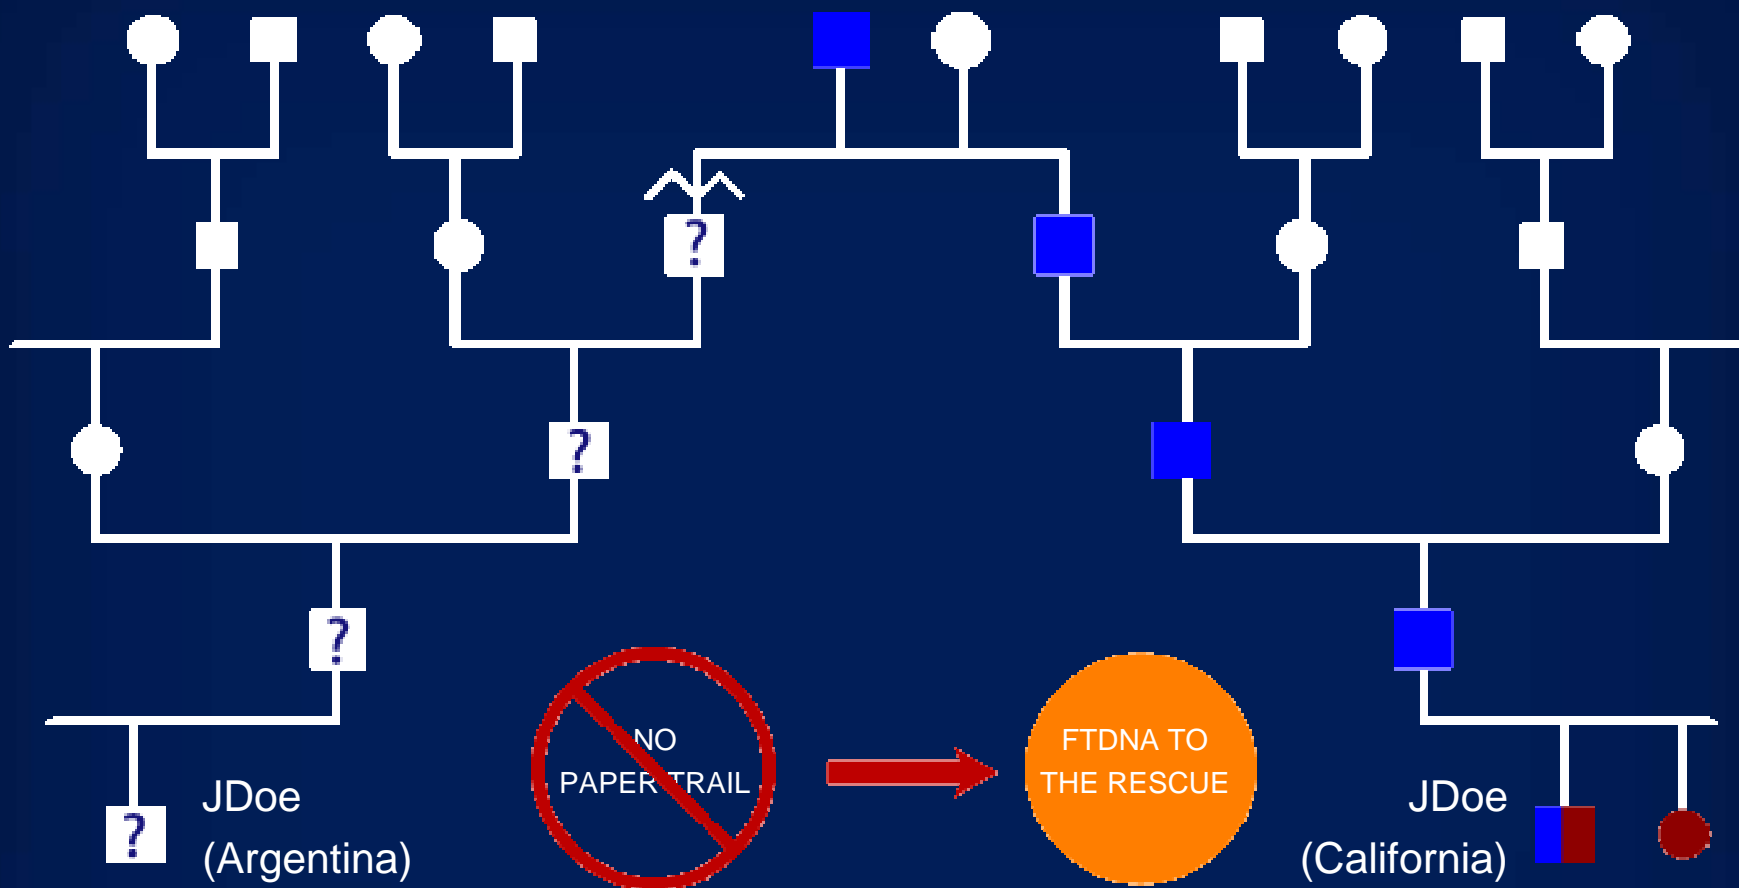 ?
?
?
NO
PAPER TRAIL
FTDNA TO
THE RESCUE
JDoe
(Argentina)
?
JDoe
(California)